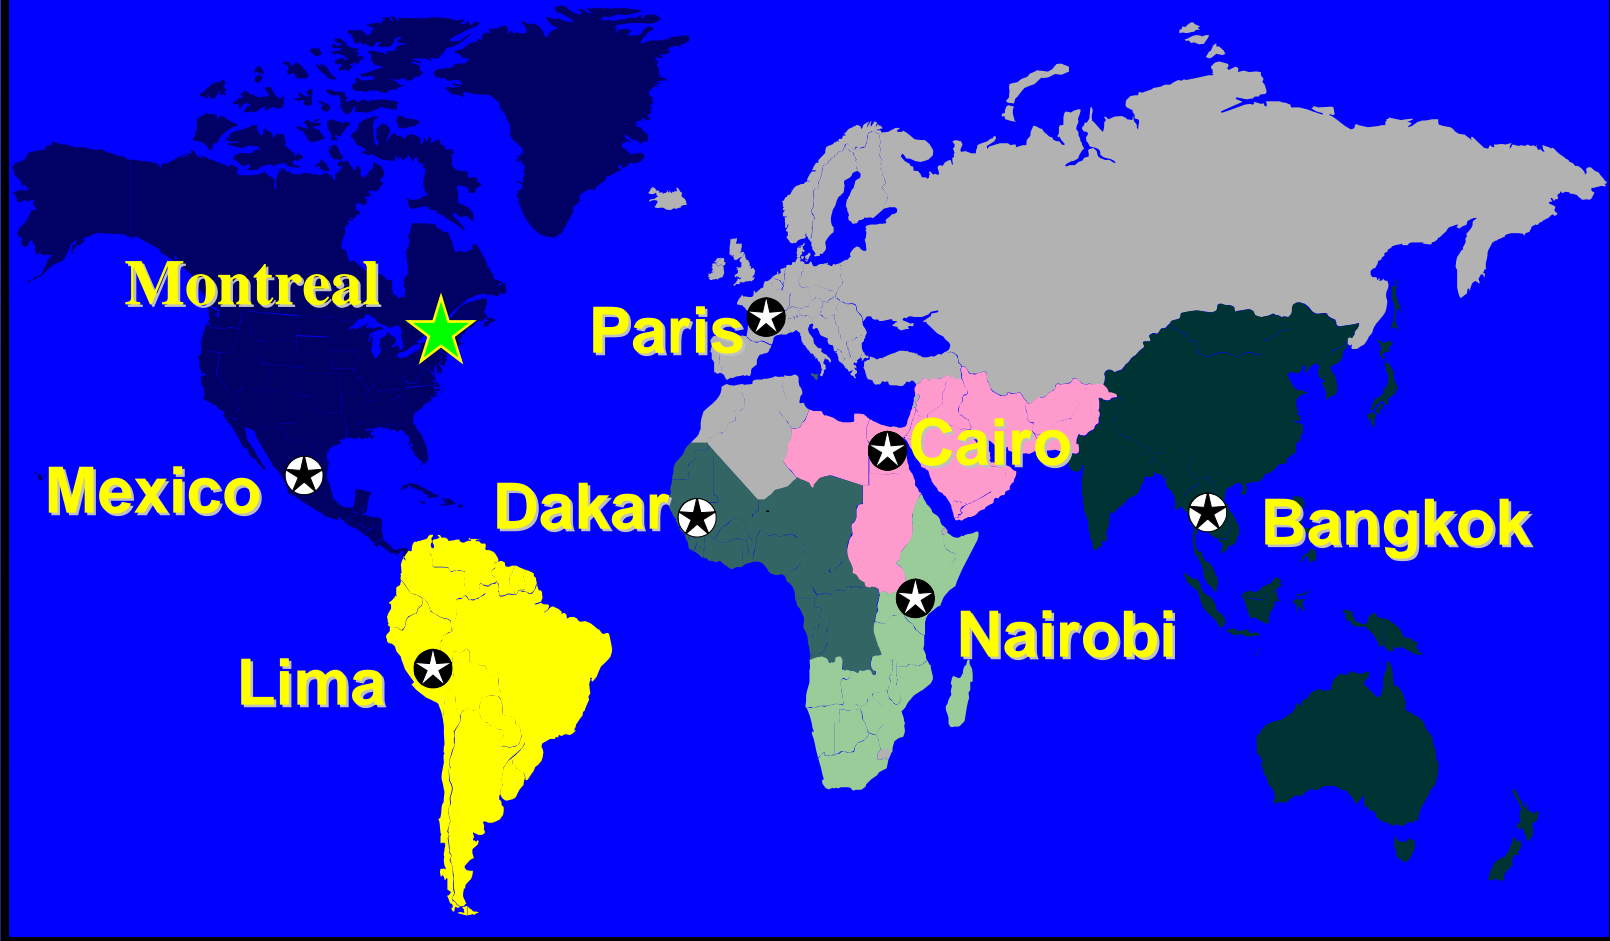 Montreal
Paris
Cairo
Mexico
Dakar
Bangkok
Nairobi
Lima